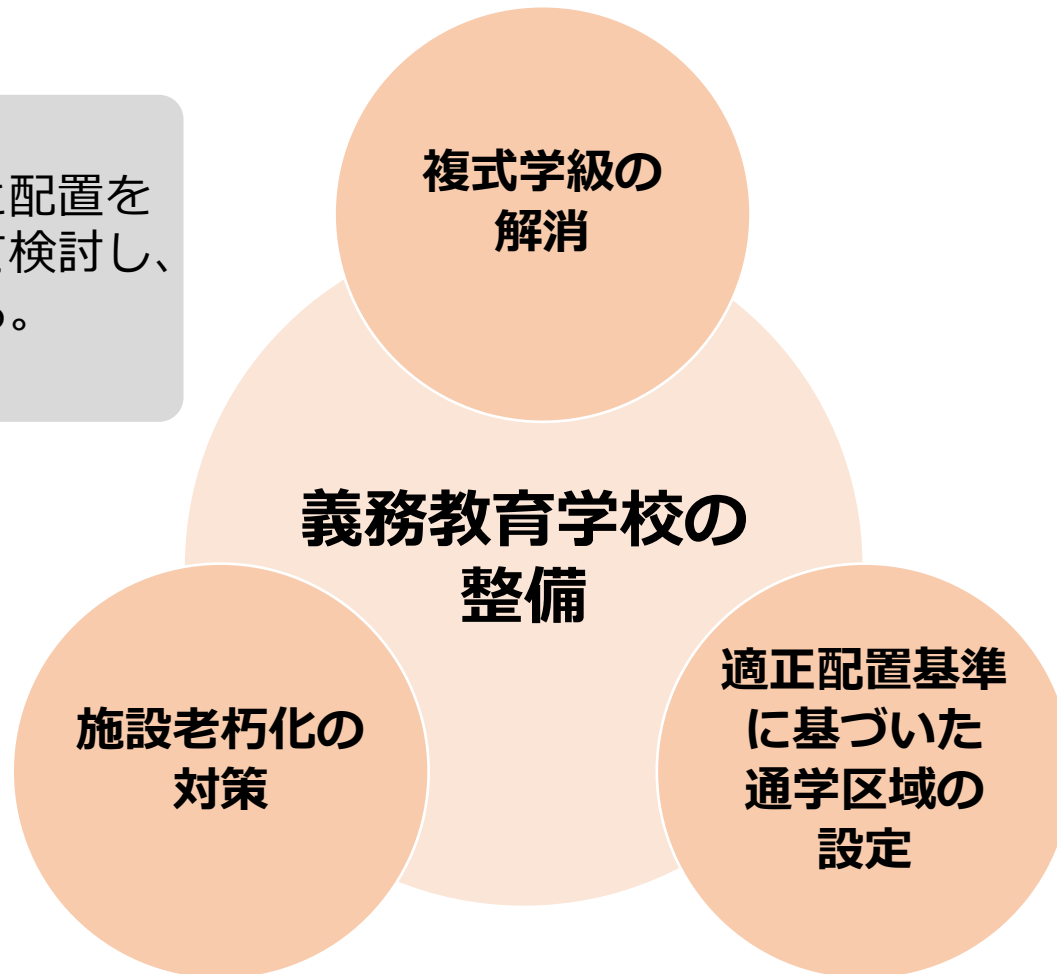 配置を
検討し、
。
複式学級の
解消
義務教育学校の
整備
施設老朽化の
対策
適正配置基準
に基づいた
通学区域の
設定